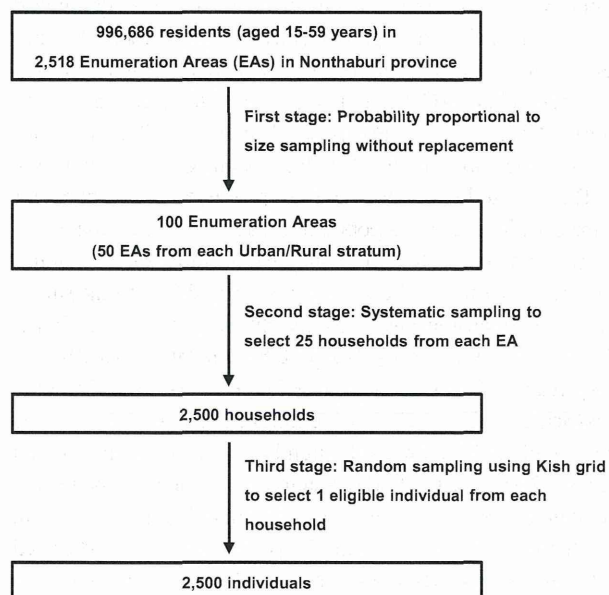 996,686 residents (aged 15-59 years) in
2,518 Enumeration Areas (EAs) in Nonthaburi province
First stage: Probability proportional to
size sampling without replacement
100 Enumeration Areas
(50 EAs from each Urban/Rural stratum)
Second stage: Systematic sampling to
select 25 households from each EA
2,500 households
Third stage: Random sampling using Kish grid
to select 1 eligible individual from each
household
2,500 individuals